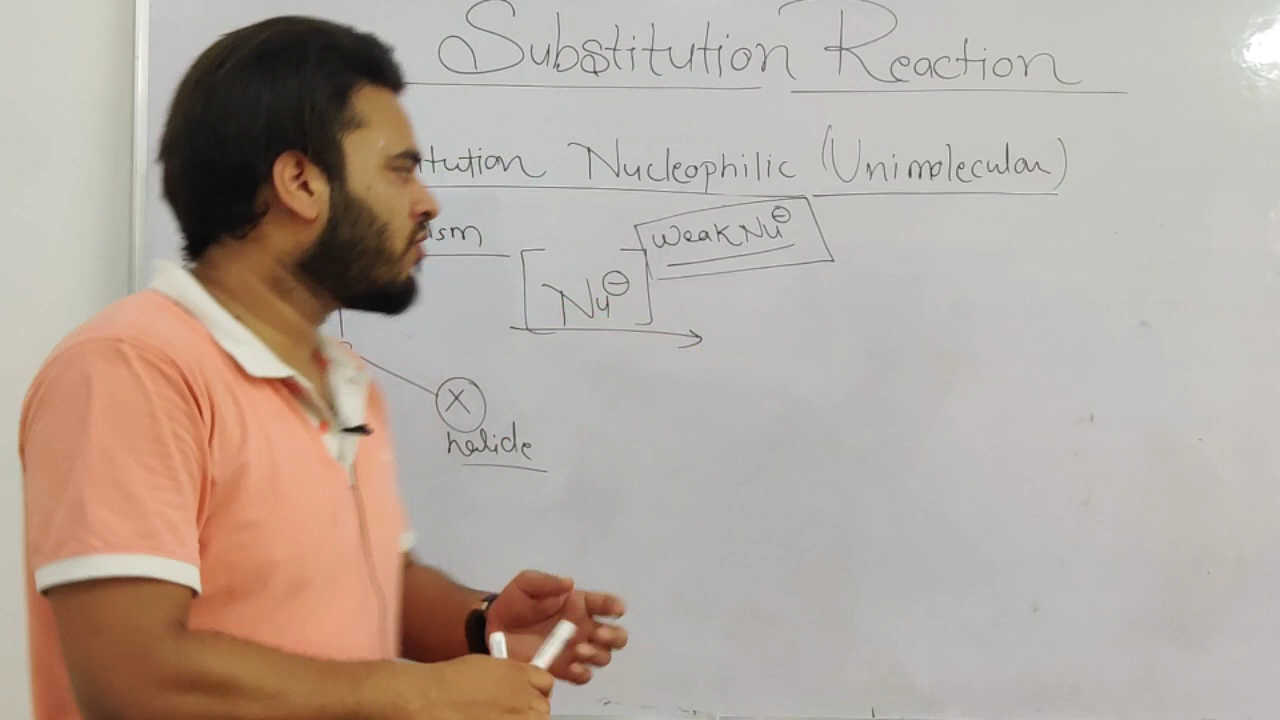 Substitution Reaction
tution Nucleophilic (Unimolecular)
ism
Weak Nu⊖
[Nu⊖]
X
halide